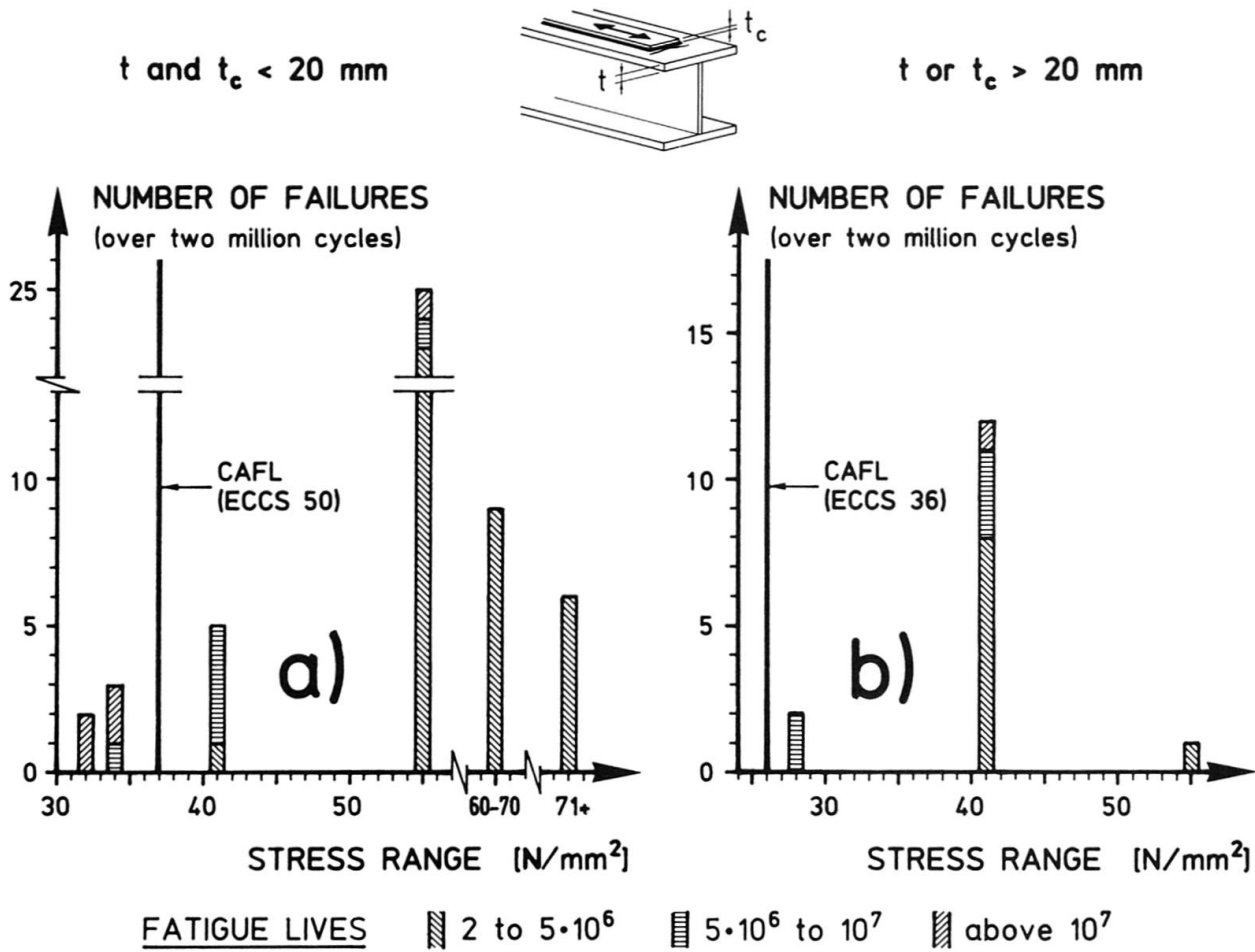 t and t_c < 20 mm
t_c
t
t or t_c > 20 mm
NUMBER OF FAILURES
(over two million cycles)
25
10
5
0
CAFL
(ECCS 50)
a)
30
40
50
60-70
71+
STRESS RANGE [N/mm²]
NUMBER OF FAILURES
(over two million cycles)
15
10
5
0
CAFL
(ECCS 36)
b)
30
40
50
STRESS RANGE [N/mm²]
FATIGUE LIVES 2 to 5·10⁶ 5·10⁶ to 10⁷ above 10⁷